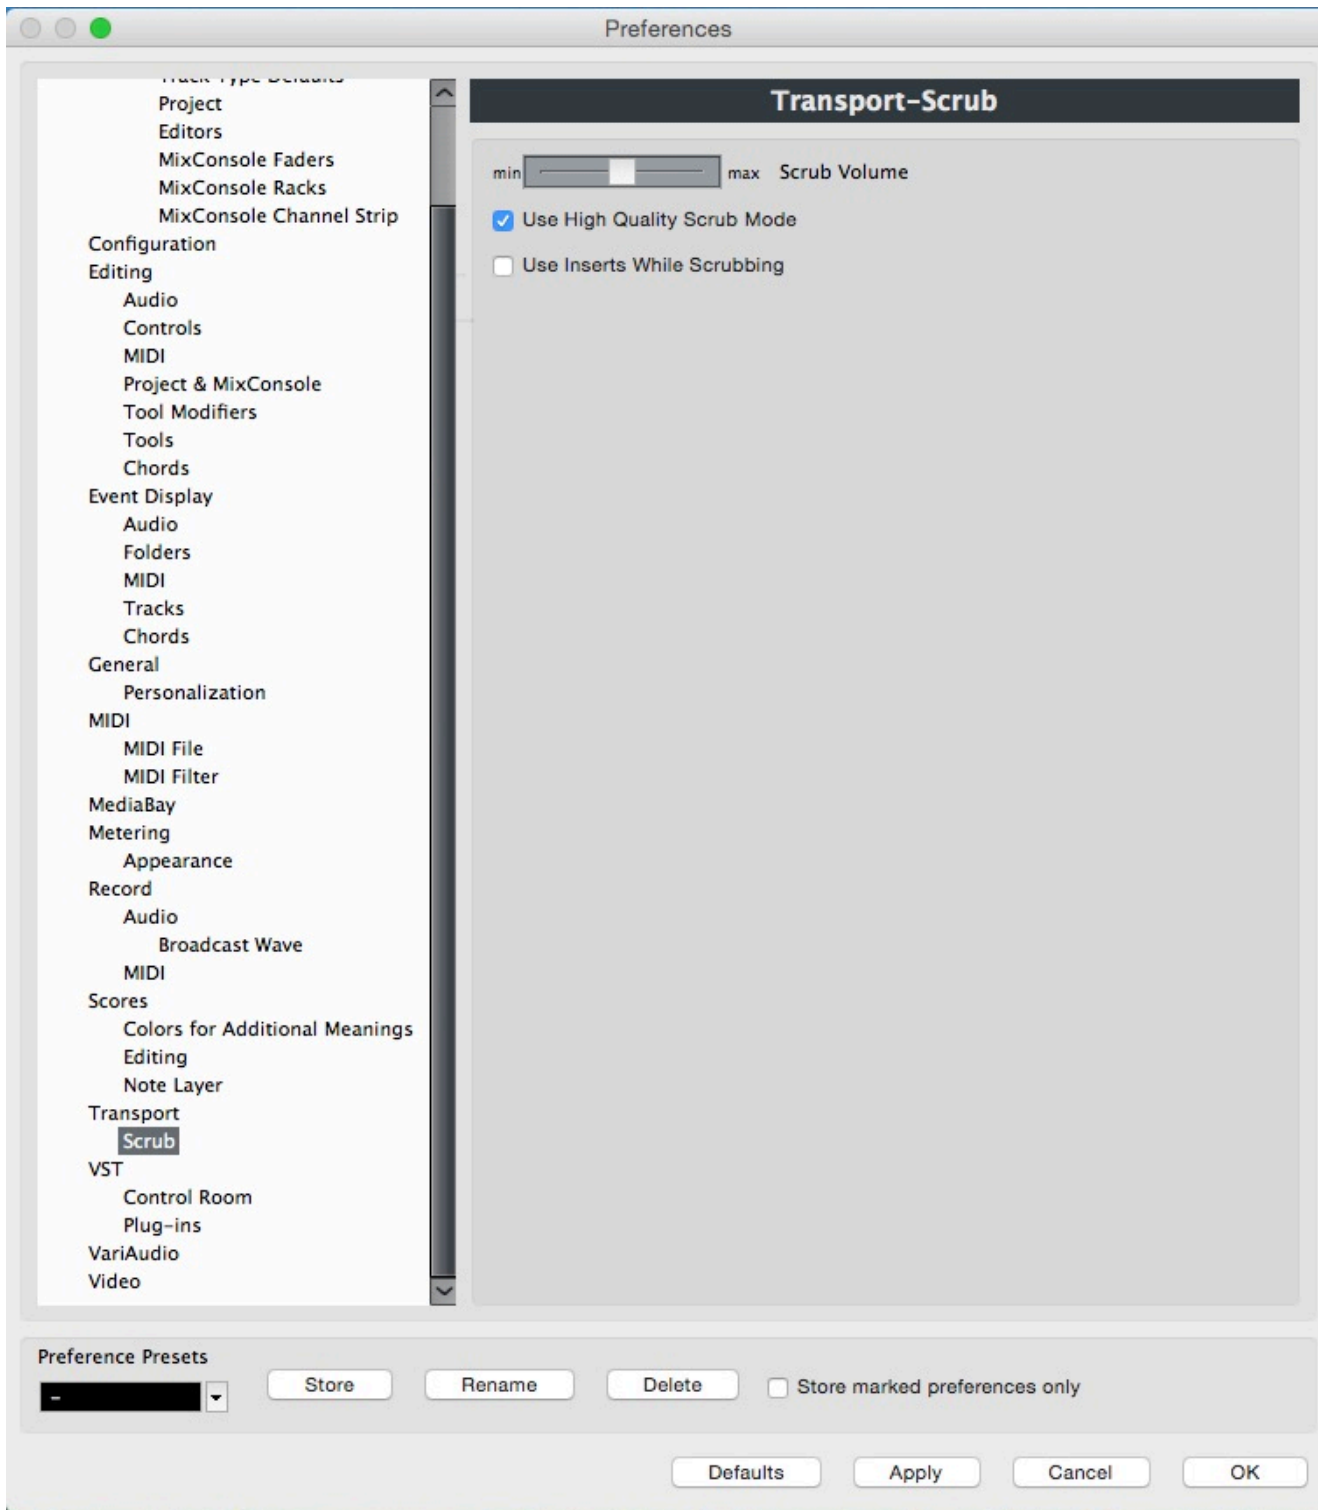 Preferences
Track Type Defaults
Project
Editors
MixConsole Faders
MixConsole Racks
MixConsole Channel Strip
Configuration
Editing
Audio
Controls
MIDI
Project & MixConsole
Tool Modifiers
Tools
Chords
Event Display
Audio
Folders
MIDI
Tracks
Chords
General
Personalization
MIDI
MIDI File
MIDI Filter
MediaBay
Metering
Appearance
Record
Audio
Broadcast Wave
MIDI
Scores
Colors for Additional Meanings
Editing
Note Layer
Transport
Scrub
VST
Control Room
Plug-ins
VariAudio
Video
Transport-Scrub
min max Scrub Volume
Use High Quality Scrub Mode
Use Inserts While Scrubbing
Preference Presets
– Store Rename Delete Store marked preferences only
Defaults Apply Cancel OK